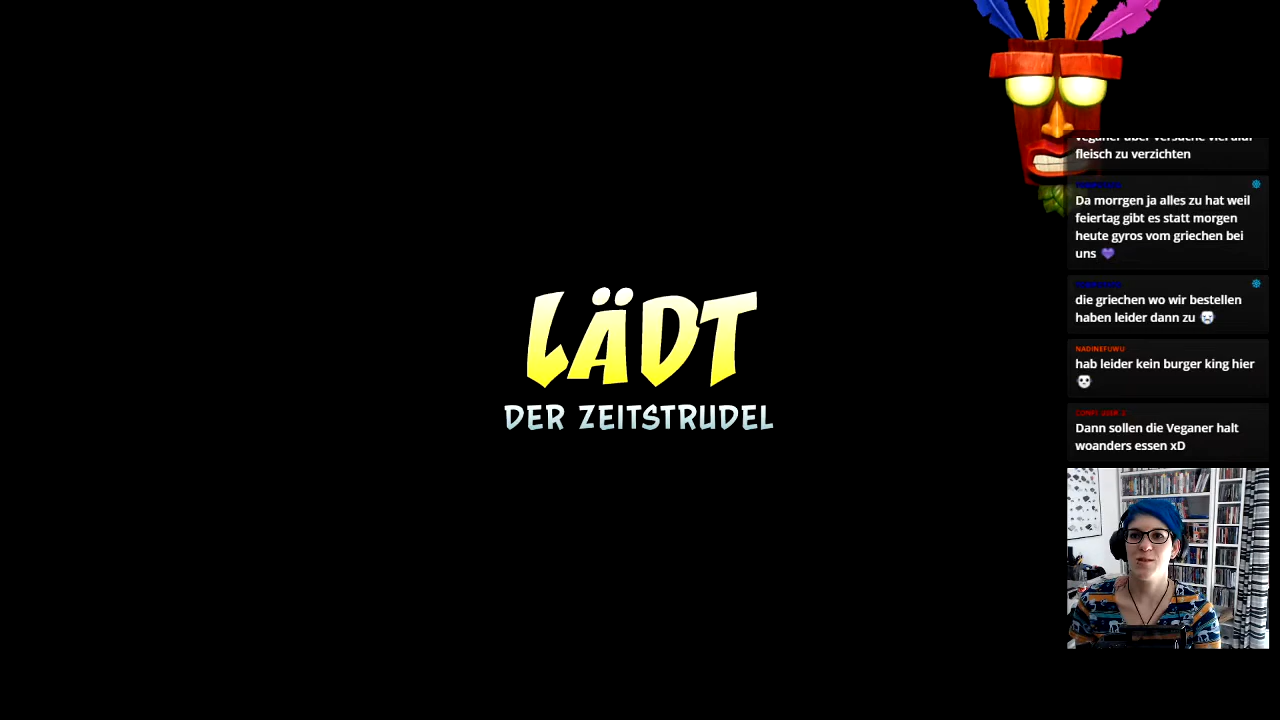 LÄDT
DER ZEITSTRUDEL
fleisch zu verzichten
Da morrgen ja alles zu hat weil
feiertag gibt es statt morgen
heute gyros vom griechen bei
uns
die griechen wo wir bestellen
haben leider dann zu
NADINEFUWU
hab leider kein burger king hier
Dann sollen die Veganer halt
woanders essen xD